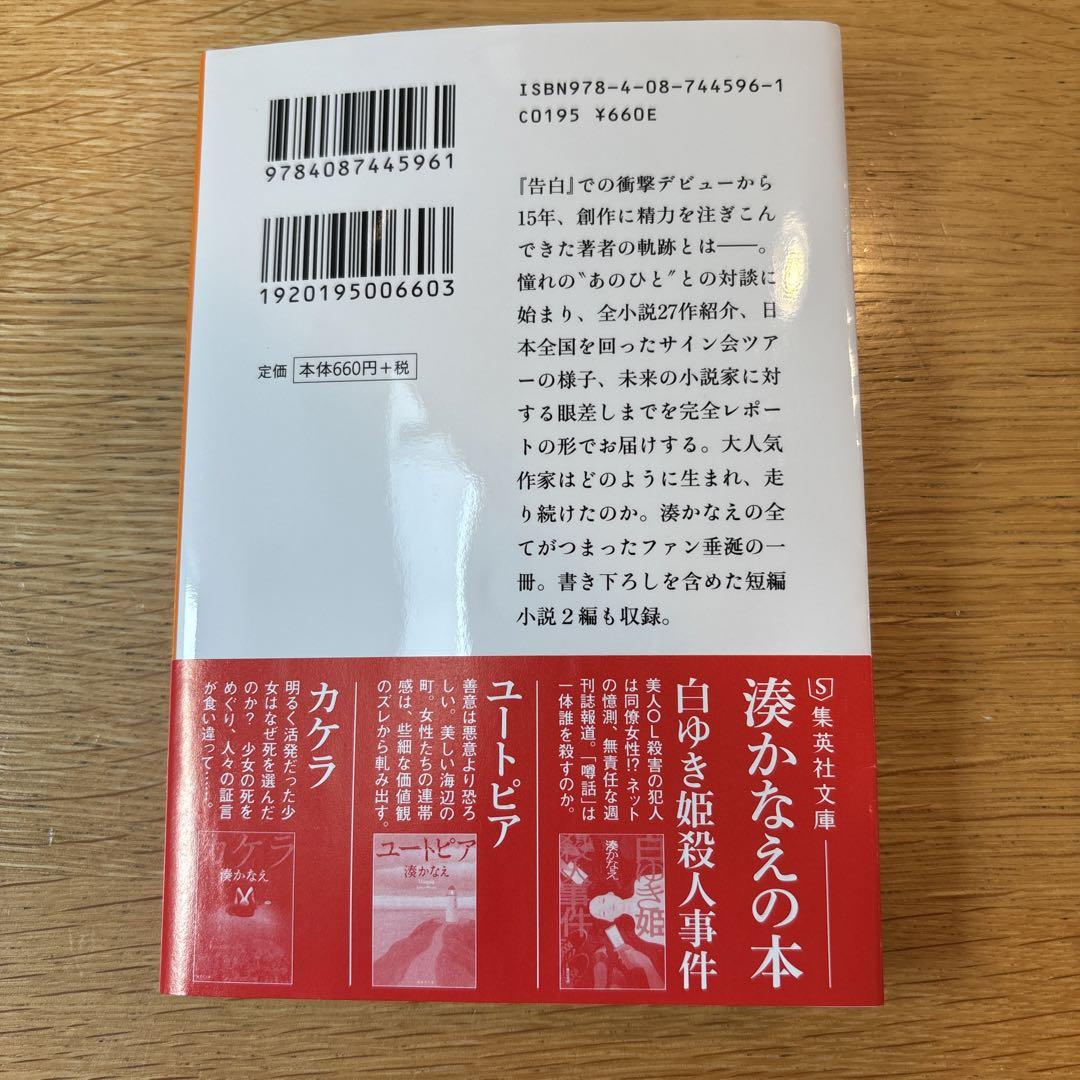 9784087445961
1920195006603
定価 本体660円+税
ISBN978-4-08-744596-1
C0195 ¥660E
『告白』での衝撃デビューから
15年、創作に精力を注ぎこん
できた著者の軌跡とは――。
憧れの〝あのひと〟との対談に
始まり、全小説27作紹介、日
本全国を回ったサイン会ツア
ーの様子、未来の小説家に対
する眼差しまでを完全レポー
トの形でお届けする。大人気
作家はどのように生まれ、走
り続けたのか。湊かなえの全
てがつまったファン垂涎の一
冊。書き下ろしを含めた短編
小説2編も収録。
S 集英社文庫
湊かなえの本
白ゆき姫殺人事件
美人OL殺害の犯人
は同僚女性!? ネット
の憶測、無責任な週
刊誌報道。「噂話」は
一体誰を殺すのか。
湊かなえ
白ゆき姫
殺人事件
ユートピア
善意は悪意より恐ろ
しい。美しい海辺の
町。女性たちの連帯
感は、些細な価値観
のズレから軋み出す。
ユートピア
湊かなえ
カケラ
明るく活発だった少
女はなぜ死を選んだ
のか? 少女の死を
めぐり、人々の証言
が食い違って……。
カケラ
湊かなえ